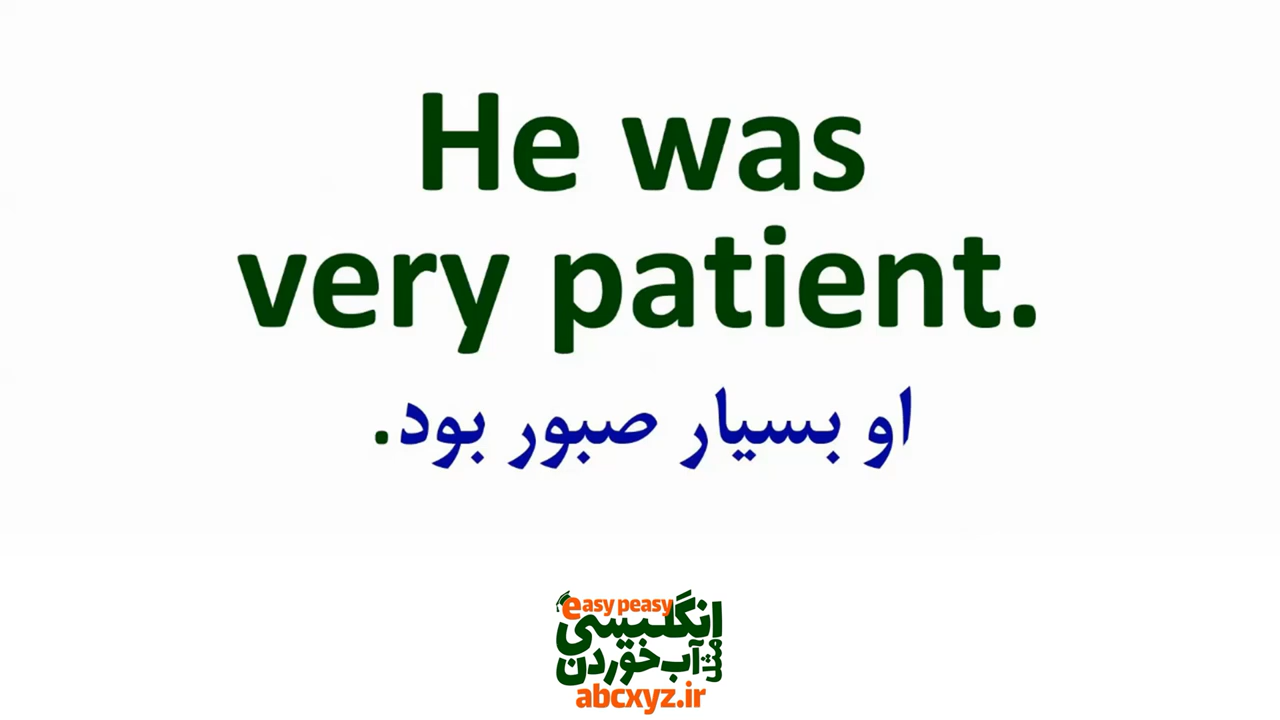 He was
very patient.
او بسیار صبور بود.
easy peasy
انگلیسی
مثل آب خوردن
abcxyz.ir